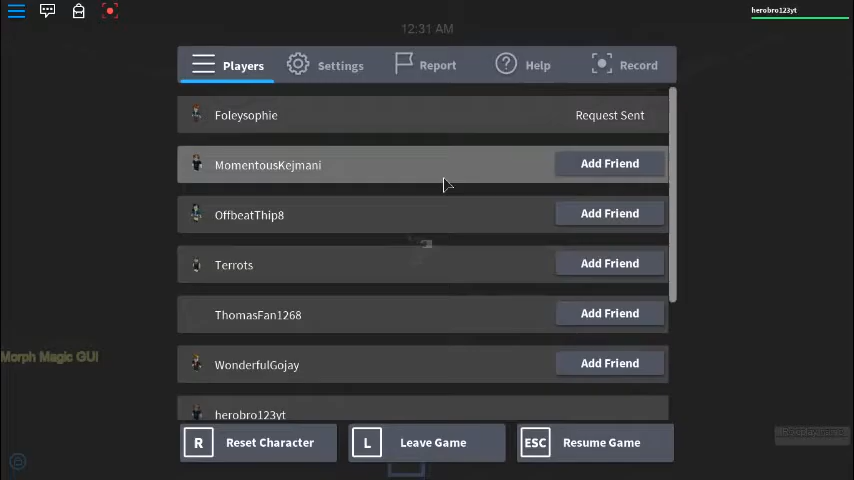 herobro123yt
12:31 AM
Players
Settings
Report
Help
Record
Foleysophie
Request Sent
MomentousKejmani
Add Friend
OffbeatThip8
Add Friend
Terrots
Add Friend
ThomasFan1268
Add Friend
WonderfulGojay
Add Friend
herobro123yt
Morph Magic GUI
R Reset Character
L Leave Game
ESC Resume Game